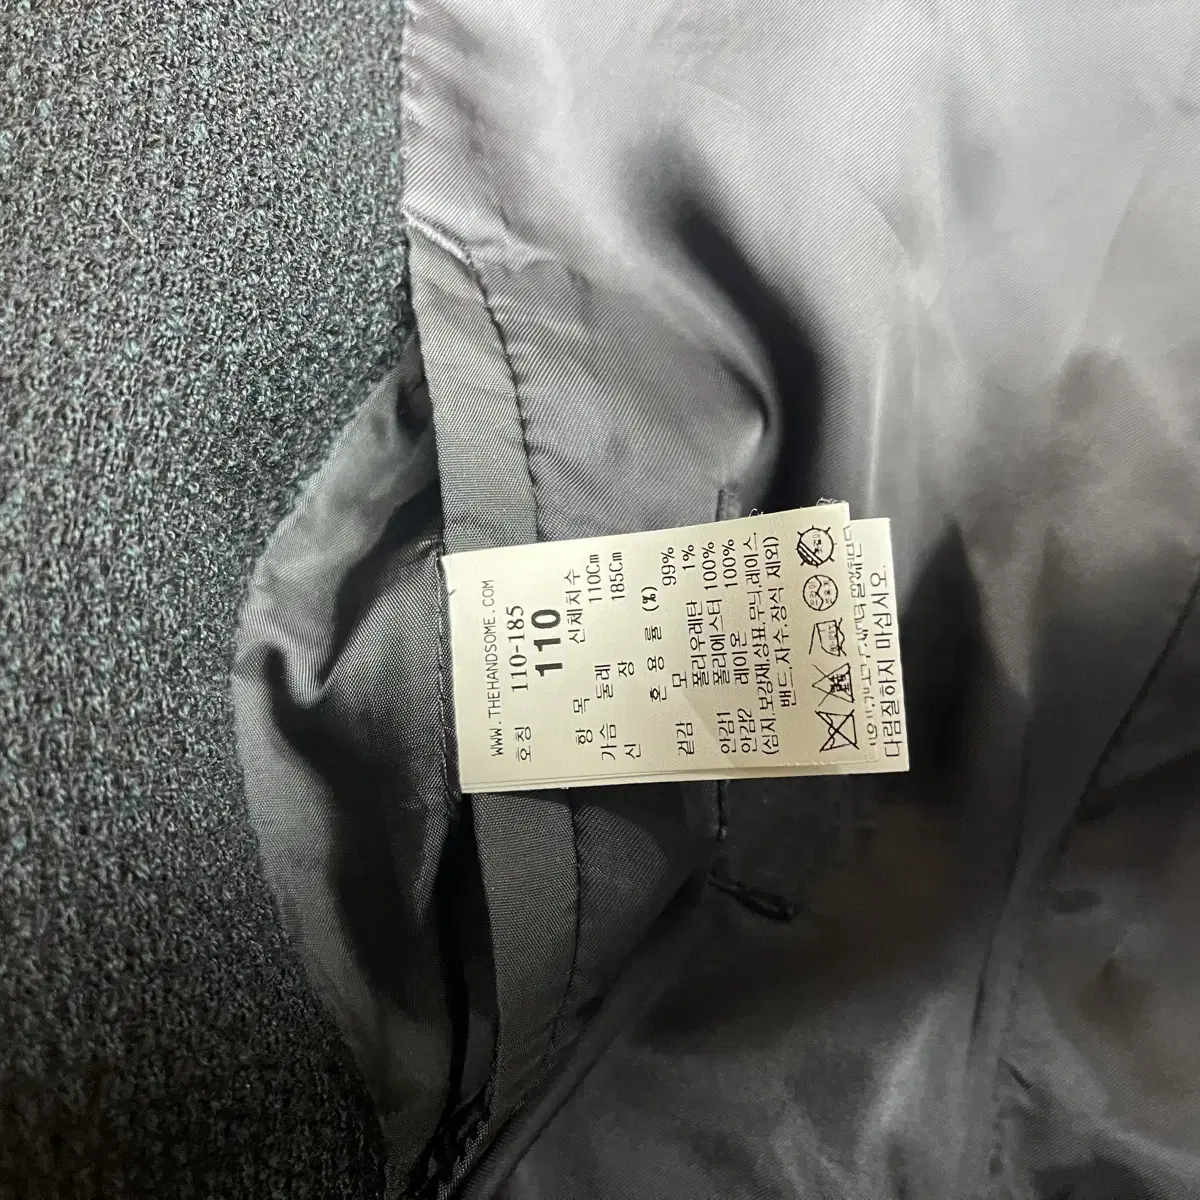 WWW.THEHANDSOME.COM
호칭 110-185
110
항 목 신체치수
가슴 둘레 110Cm
신 장 185Cm
혼 용 률 (%)
겉감 모 99%
폴리우레탄 1%
안감1 폴리에스터 100%
안감2 레이온 100%
(심지,보강재,상표,무늬,레이스
밴드,자수,장식 제외)
다림질하지 마십시오.